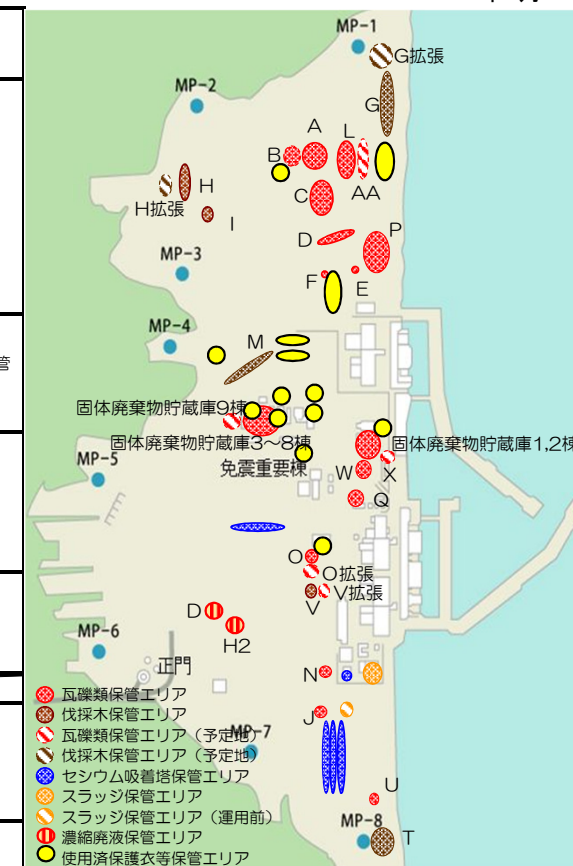 MP-1
G拡張
MP-2
G
A
L
B
AA
C
H
H拡張
I
D
P
MP-3
F
E
MP-4
M
管
固体廃棄物貯蔵庫9棟
固体廃棄物貯蔵庫3～8棟
固体廃棄物貯蔵庫1,2棟
免震重要棟
MP-5
W
X
Q
O
O拡張
V
V拡張
D
H2
MP-6
正門
N
瓦礫類保管エリア
伐採木保管エリア
J
瓦礫類保管エリア（予定地）
MP-7
伐採木保管エリア（予定地）
セシウム吸着塔保管エリア
スラッジ保管エリア
U
スラッジ保管エリア（運用前）
MP-8
濃縮廃液保管エリア
T
使用済保護衣等保管エリア